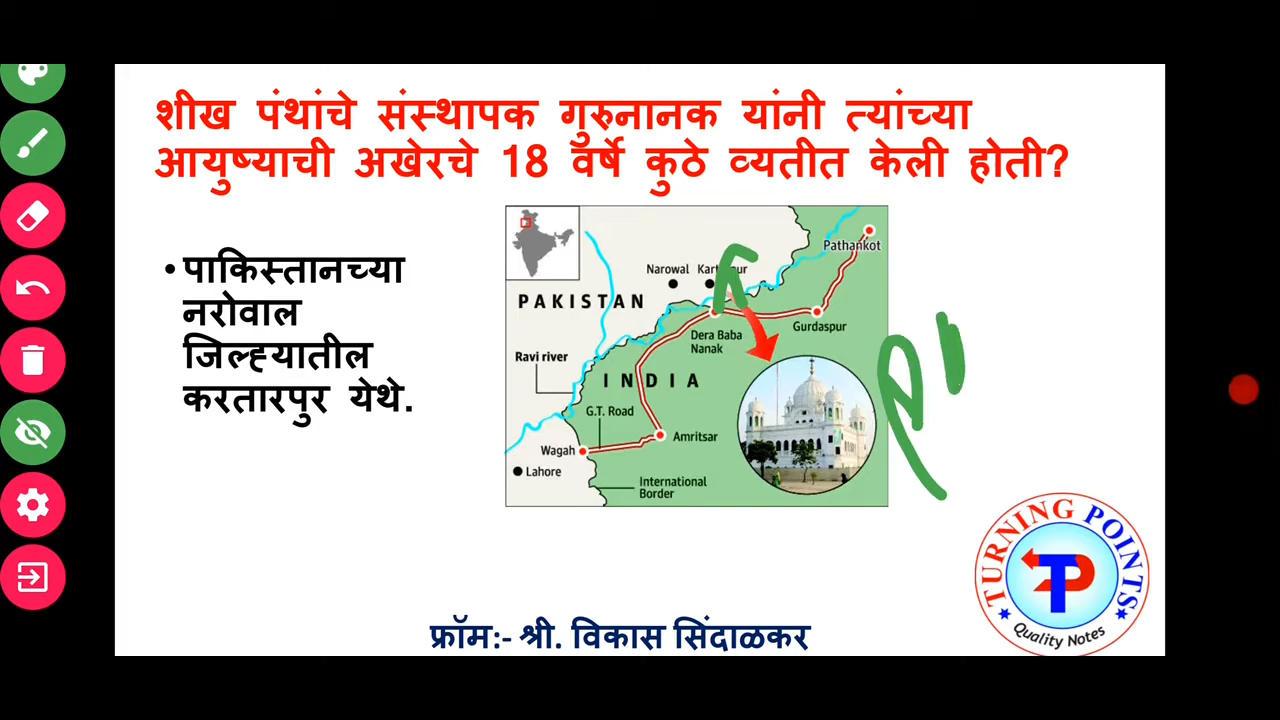 शीख पंथांचे संस्थापक गुरुनानक यांनी त्यांच्या
आयुष्याची अखेरचे 18 वर्षे कुठे व्यतीत केली होती?
• पाकिस्तानच्या
नरोवाल
जिल्ह्यातील
करतारपुर येथे.
Pathankot
Narowal
PAKISTAN
Gurdaspur
Dera Baba
Nanak
Ravi river
INDIA
G.T. Road
Amritsar
Wagah
Lahore
International
Border
TURNING POINTS
TP
Quality Notes
फ्रॉम:- श्री. विकास सिंदाळकर